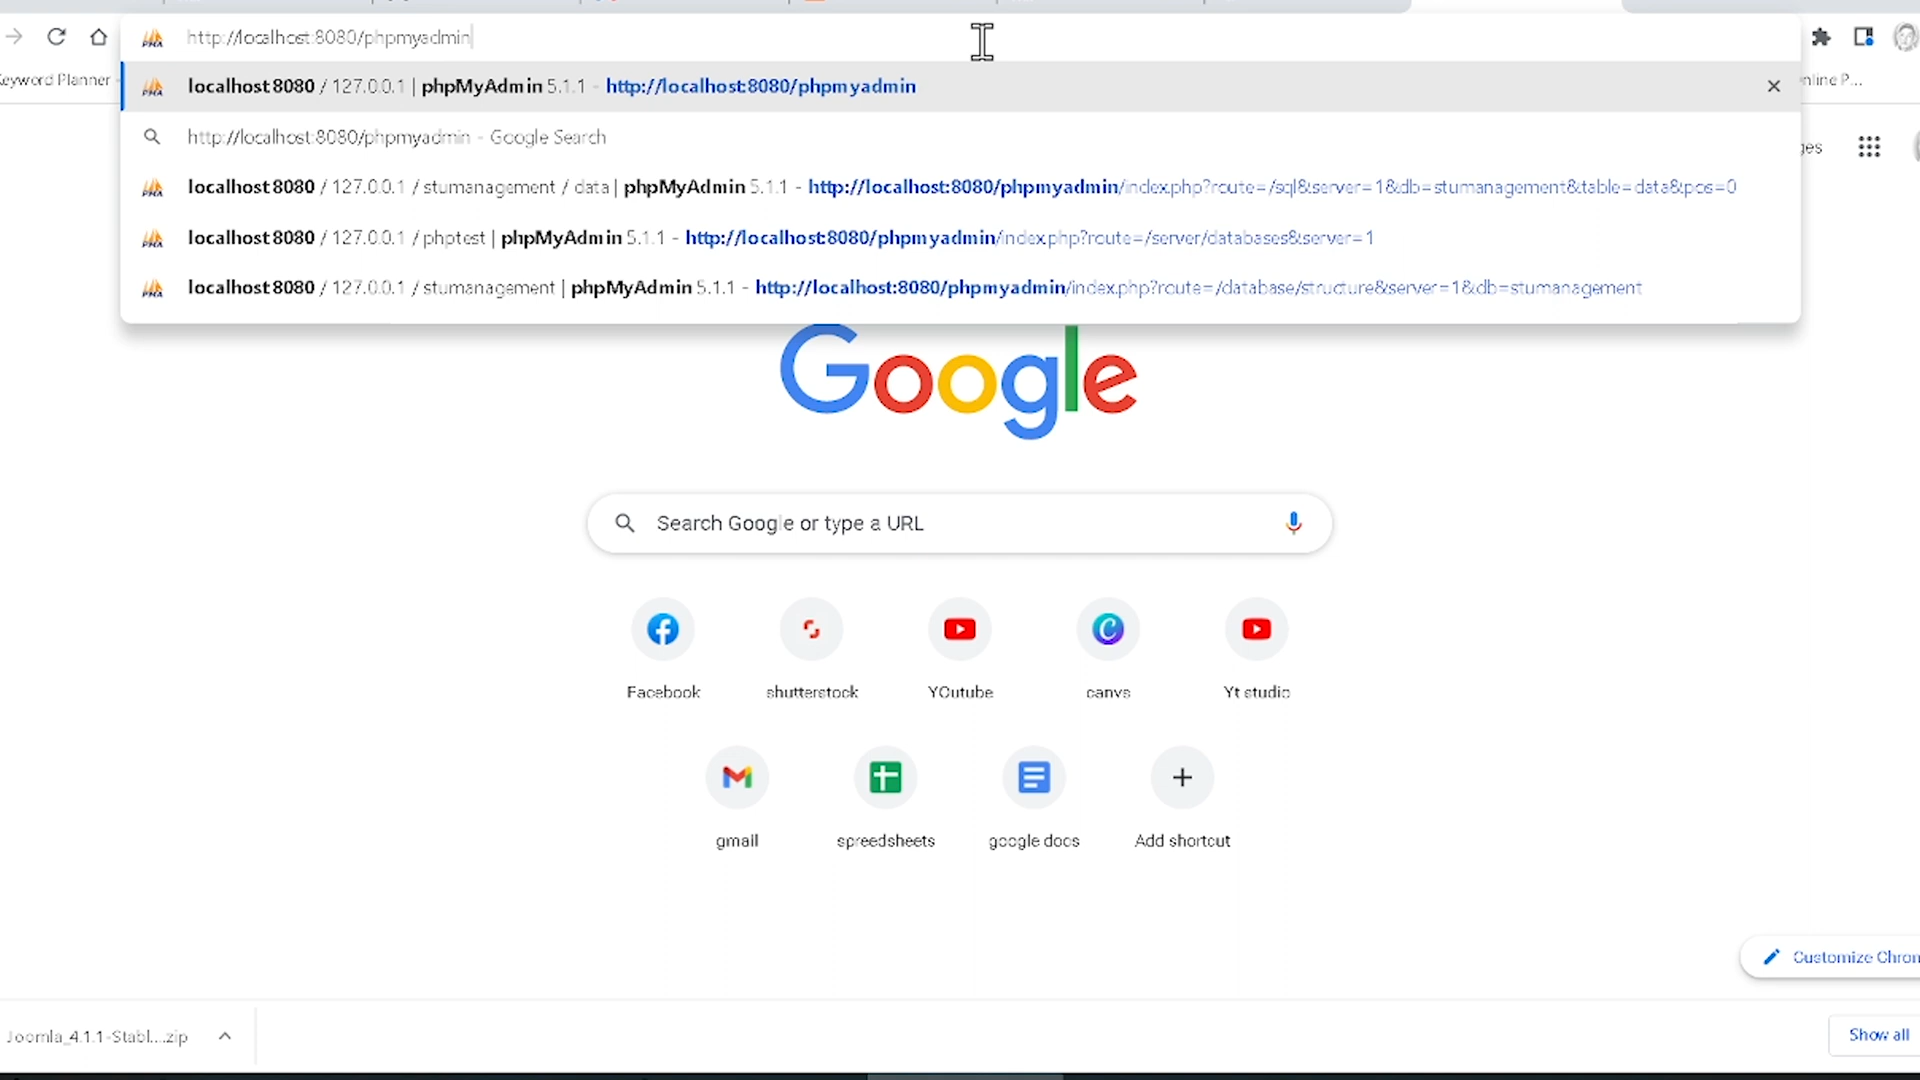 http://localhost:8080/phpmyadmin
Keyword Planner
nline P...
localhost:8080 / 127.0.0.1 | phpMyAdmin 5.1.1 - http://localhost:8080/phpmyadmin
http://localhost:8080/phpmyadmin - Google Search
ges
localhost:8080 / 127.0.0.1 / stumanagement / data | phpMyAdmin 5.1.1 - http://localhost:8080/phpmyadmin/index.php?route=/sql&server=1&db=stumanagement&table=data&pos=0
localhost:8080 / 127.0.0.1 / phptest | phpMyAdmin 5.1.1 - http://localhost:8080/phpmyadmin/index.php?route=/server/databases&server=1
localhost:8080 / 127.0.0.1 / stumanagement | phpMyAdmin 5.1.1 - http://localhost:8080/phpmyadmin/index.php?route=/database/structure&server=1&db=stumanagement
Google
Search Google or type a URL
Facebook
shutterstock
YOutube
canvs
Yt studio
gmail
spreedsheets
google docs
Add shortcut
Customize Chron
Joomla_4.1.1-Stabl....zip
Show all